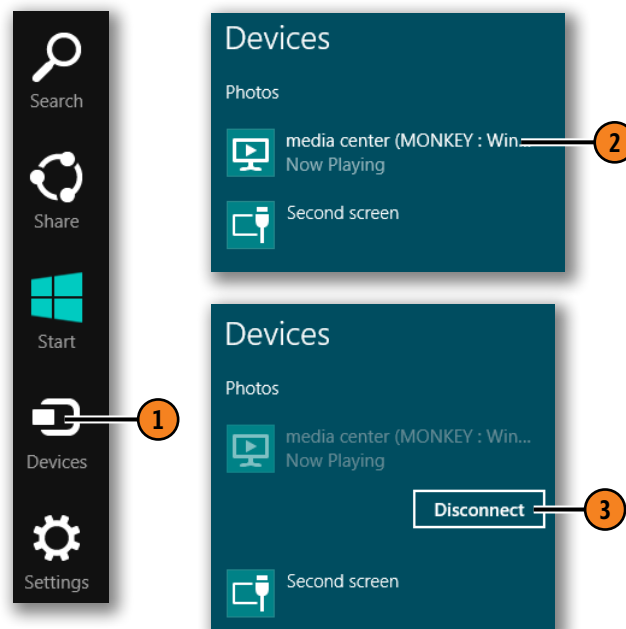 Search
Share
Start
Devices
1
Settings
Devices
Photos
media center (MONKEY : Win...
Now Playing
2
Second screen
Devices
Photos
media center (MONKEY : Win...
Now Playing
Disconnect
3
Second screen